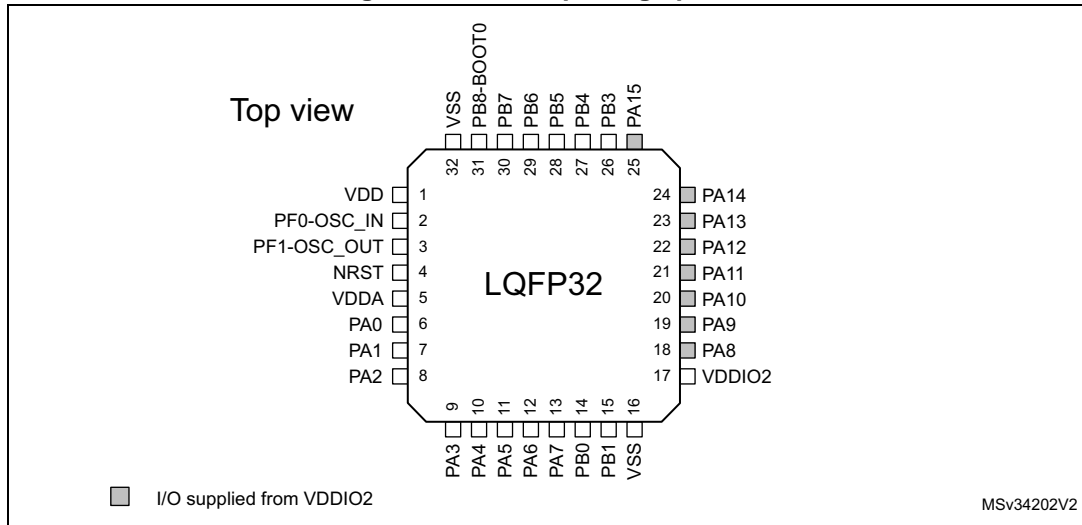 Top view
VSS
PB8-BOOT0
PB7
PB6
PB5
PB4
PB3
PA15
32
31
30
29
28
27
26
25
VDD 1
PF0-OSC_IN 2
PF1-OSC_OUT 3
NRST 4
VDDA 5
PA0 6
PA1 7
PA2 8
LQFP32
24 PA14
23 PA13
22 PA12
21 PA11
20 PA10
19 PA9
18 PA8
17 VDDIO2
9
10
11
12
13
14
15
16
PA3
PA4
PA5
PA6
PA7
PB0
PB1
VSS
I/O supplied from VDDIO2
MSv34202V2